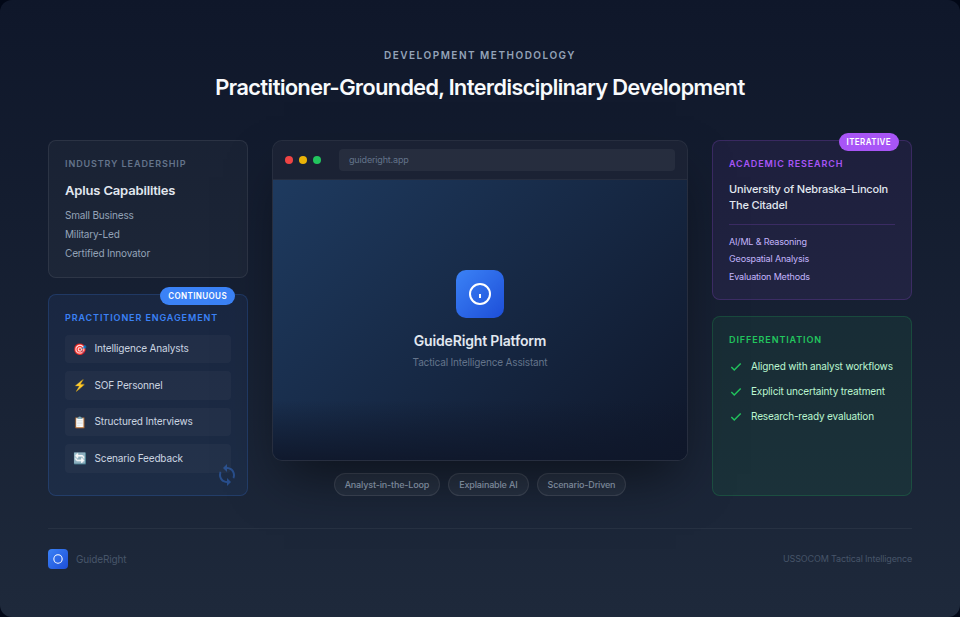 DEVELOPMENT METHODOLOGY
Practitioner-Grounded, Interdisciplinary Development
INDUSTRY LEADERSHIP
Aplus Capabilities
Small Business
Military-Led
Certified Innovator
CONTINUOUS
PRACTITIONER ENGAGEMENT
Intelligence Analysts
SOF Personnel
Structured Interviews
Scenario Feedback
guideright.app
GuideRight Platform
Tactical Intelligence Assistant
Analyst-in-the-Loop
Explainable AI
Scenario-Driven
ITERATIVE
ACADEMIC RESEARCH
University of Nebraska–Lincoln
The Citadel
AI/ML & Reasoning
Geospatial Analysis
Evaluation Methods
DIFFERENTIATION
Aligned with analyst workflows
Explicit uncertainty treatment
Research-ready evaluation
GuideRight
USSOCOM Tactical Intelligence